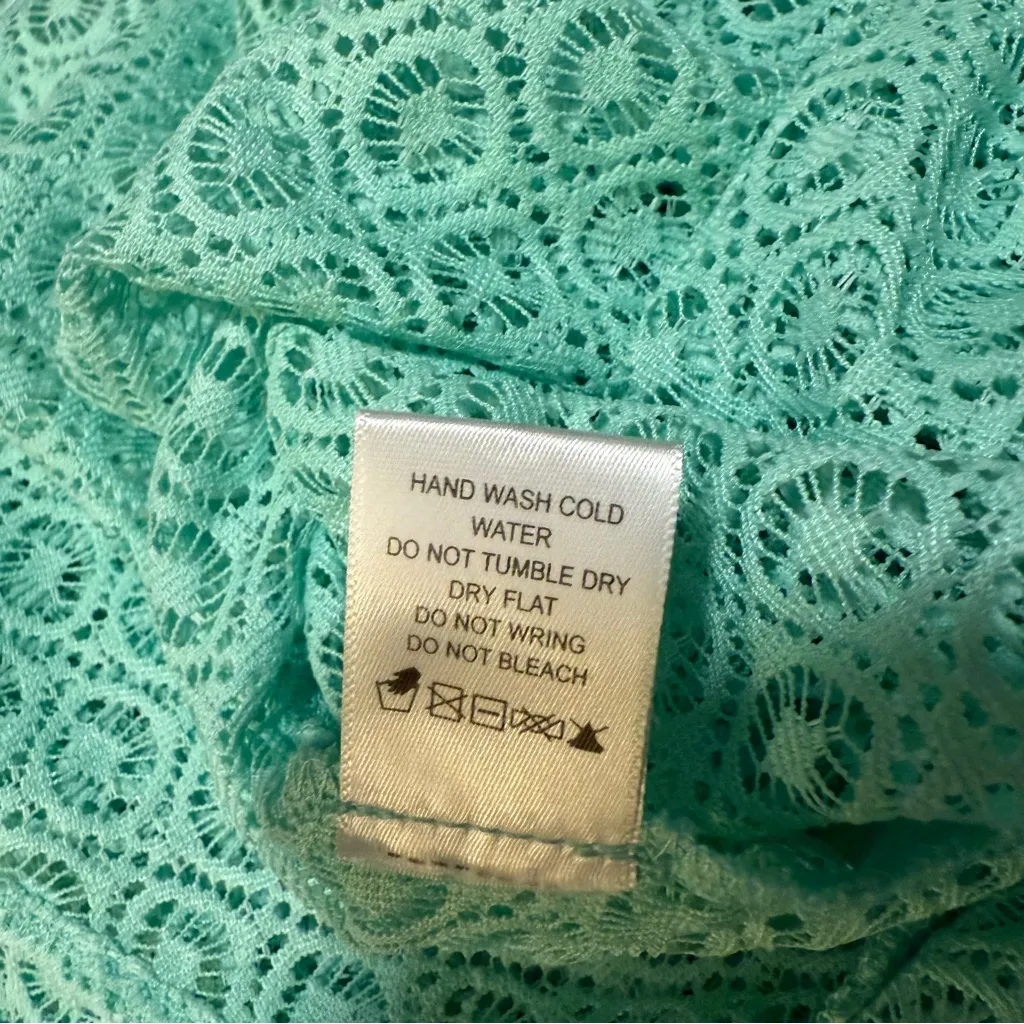 HAND WASH COLD
WATER
DO NOT TUMBLE DRY
DRY FLAT
DO NOT WRING
DO NOT BLEACH